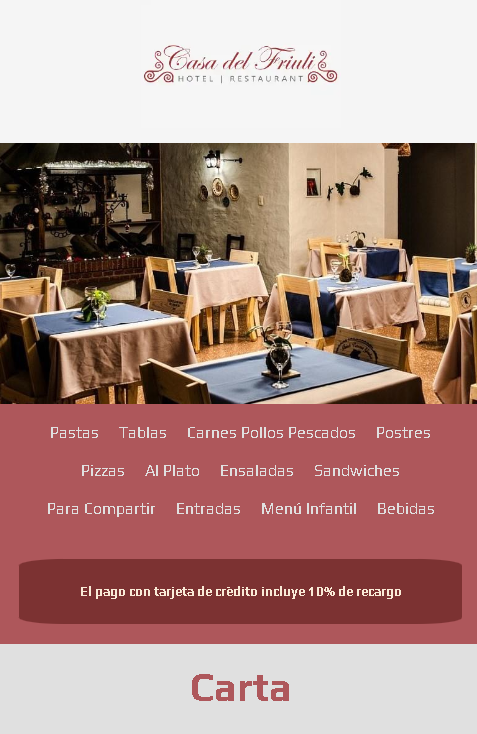 Casa del Friuli
HOTEL | RESTAURANT
Pastas Tablas Carnes Pollos Pescados Postres
Pizzas Al Plato Ensaladas Sandwiches
Para Compartir Entradas Menú Infantil Bebidas
El pago con tarjeta de crèdito incluye 10% de recargo
Carta